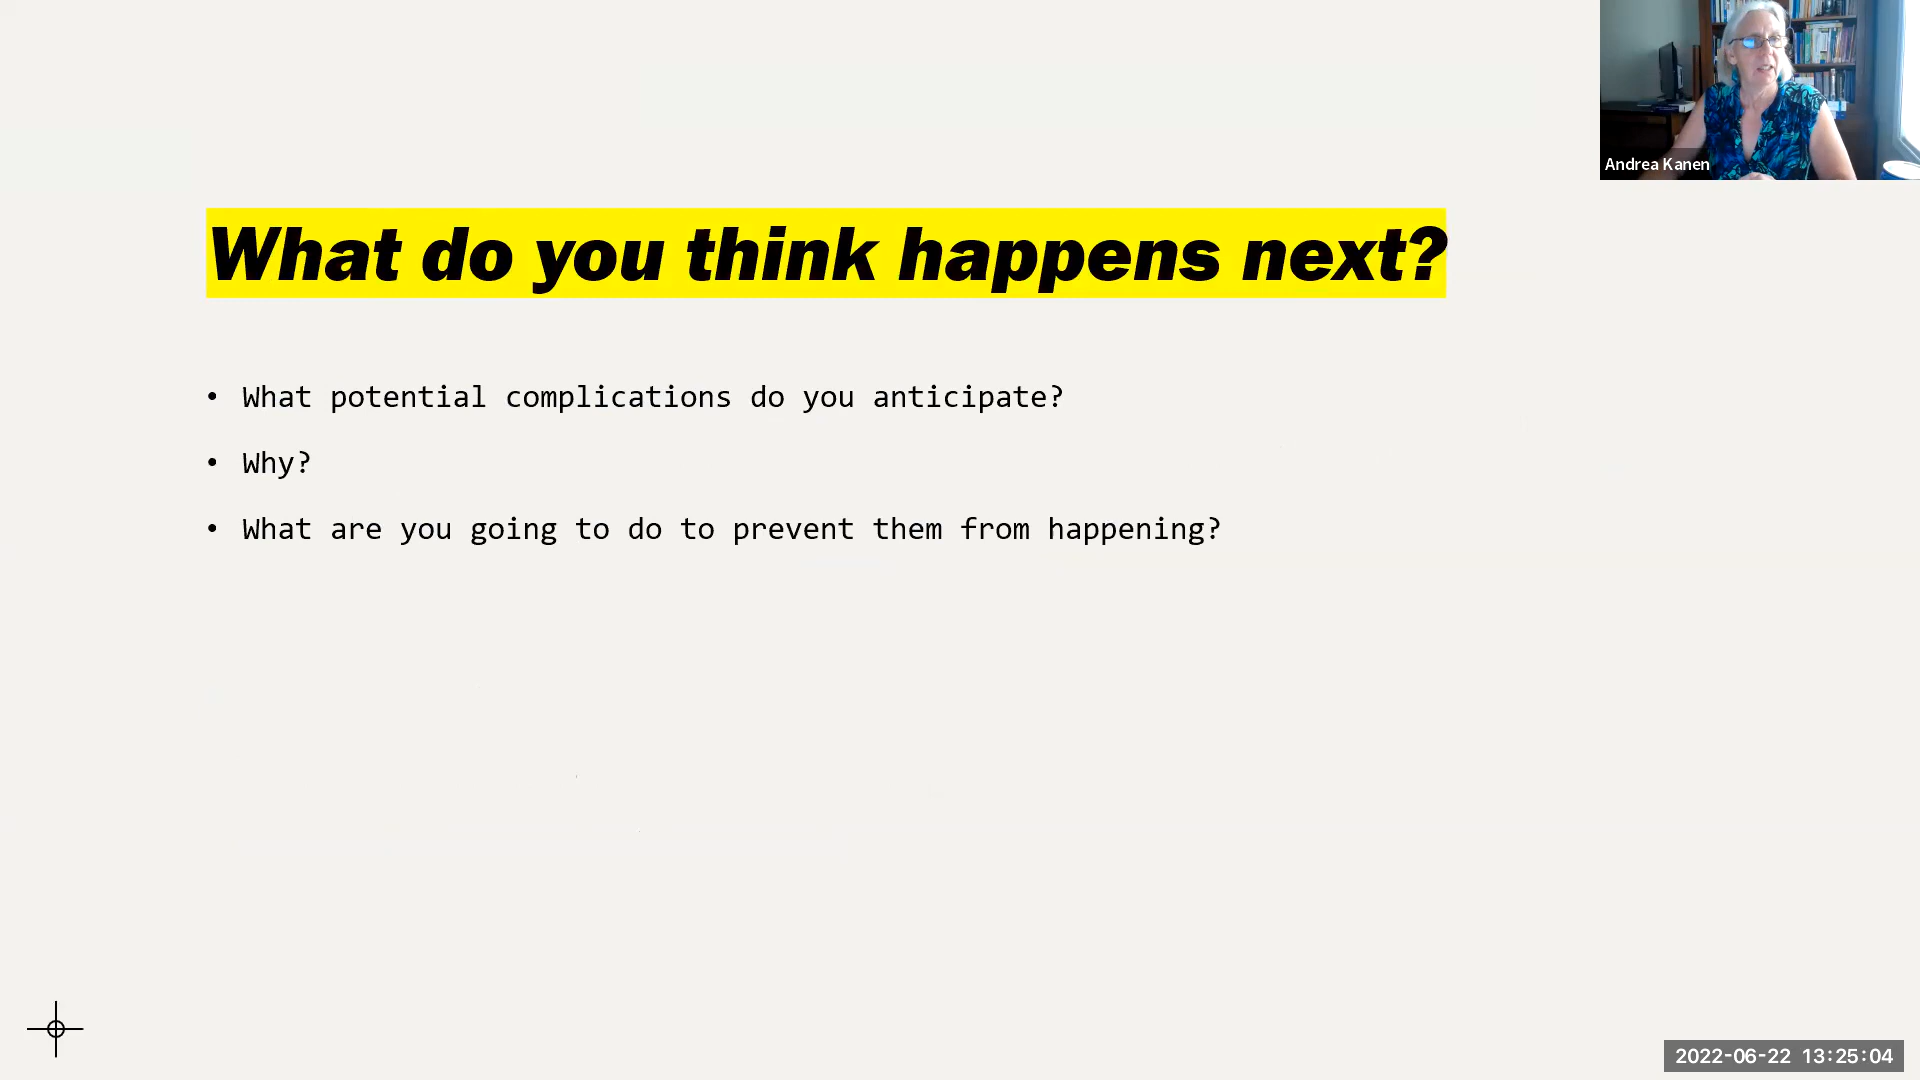 Andrea Kanen
What do you think happens next?
• What potential complications do you anticipate?
• Why?
• What are you going to do to prevent them from happening?
2022-06-22 13:25:04